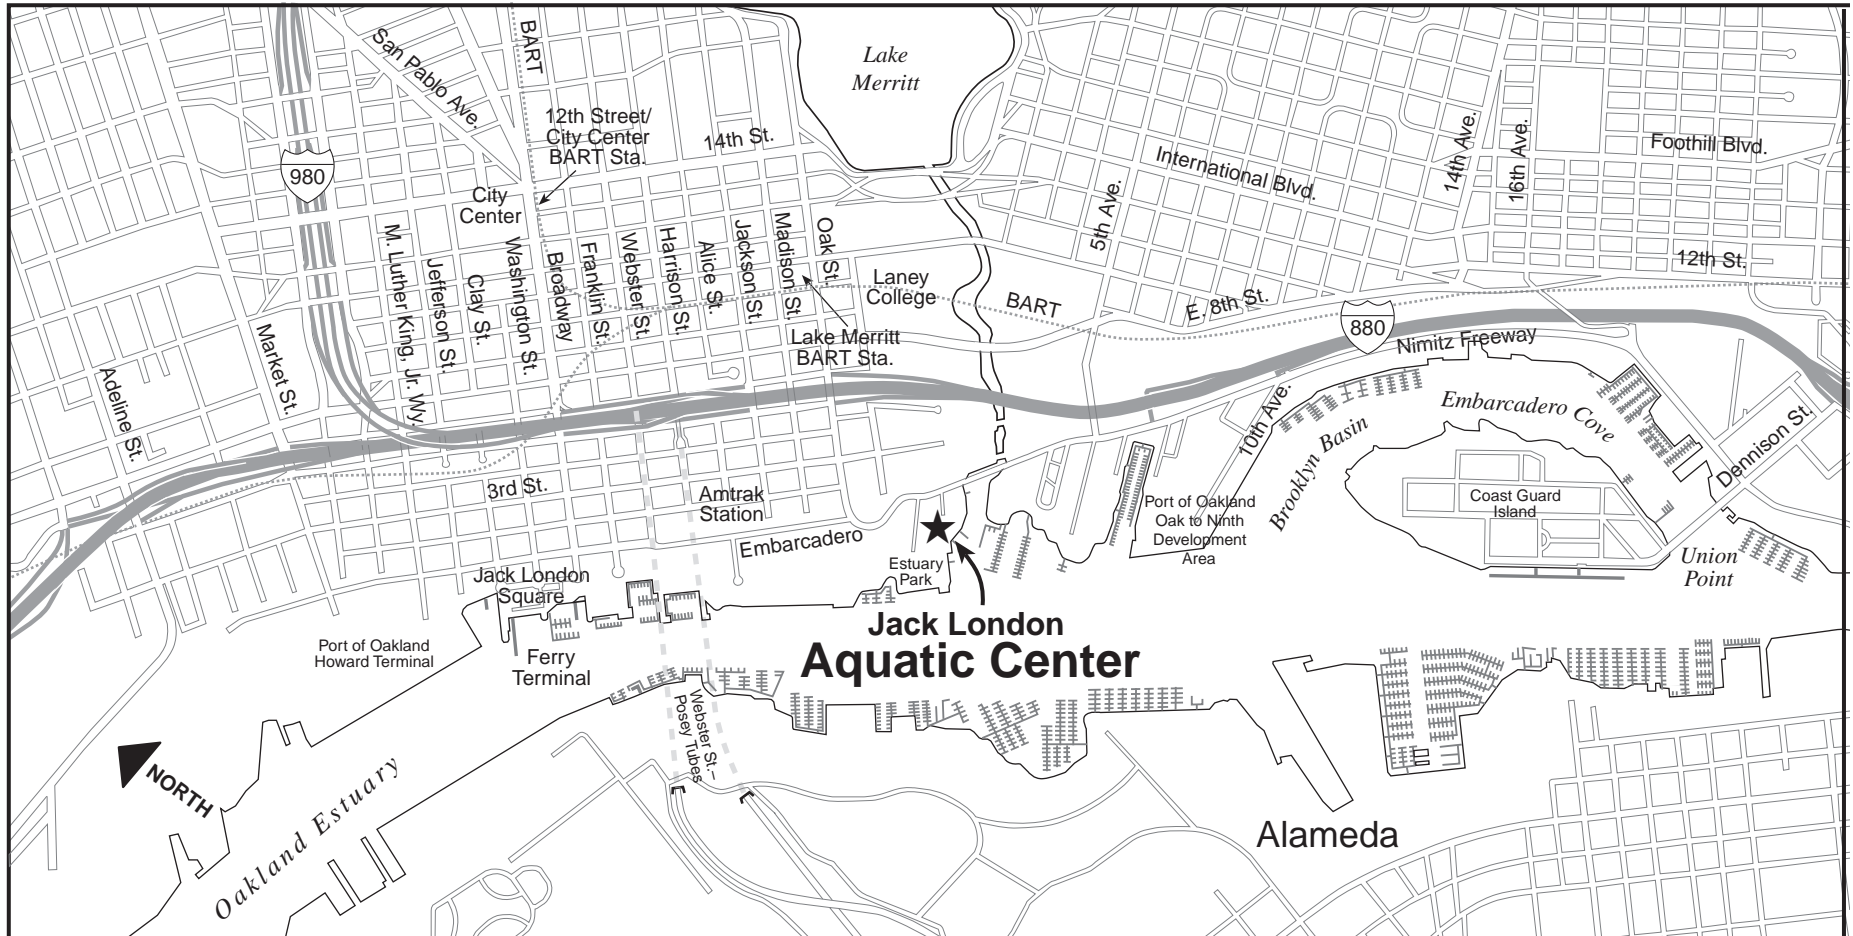 San Pablo Ave.
BART
Lake
Merritt
12th Street/
City Center
BART Sta.
14th St.
14th Ave.
16th Ave.
Foothill Blvd.
International Blvd.
980
City
Center
5th Ave.
M. Luther King, Jr. Wy.
Jefferson St.
Clay St.
Washington St.
Broadway
Franklin St.
Webster St.
Harrison St.
Alice St.
Jackson St.
Madison St.
Oak St.
12th St.
Laney
College
BART
E. 8th St.
880
Nimitz Freeway
Lake Merritt
BART Sta.
Market St.
Adeline St.
10th Ave.
Brooklyn Basin
Embarcadero Cove
Dennison St.
3rd St.
Amtrak
Station
Embarcadero
Port of Oakland
Oak to Ninth
Development
Area
Coast Guard
Island
Union
Point
Estuary
Park
Jack London
Square
Jack London
Aquatic Center
Port of Oakland
Howard Terminal
Ferry
Terminal
Webster St.–
Posey Tubes
NORTH
Oakland Estuary
Alameda